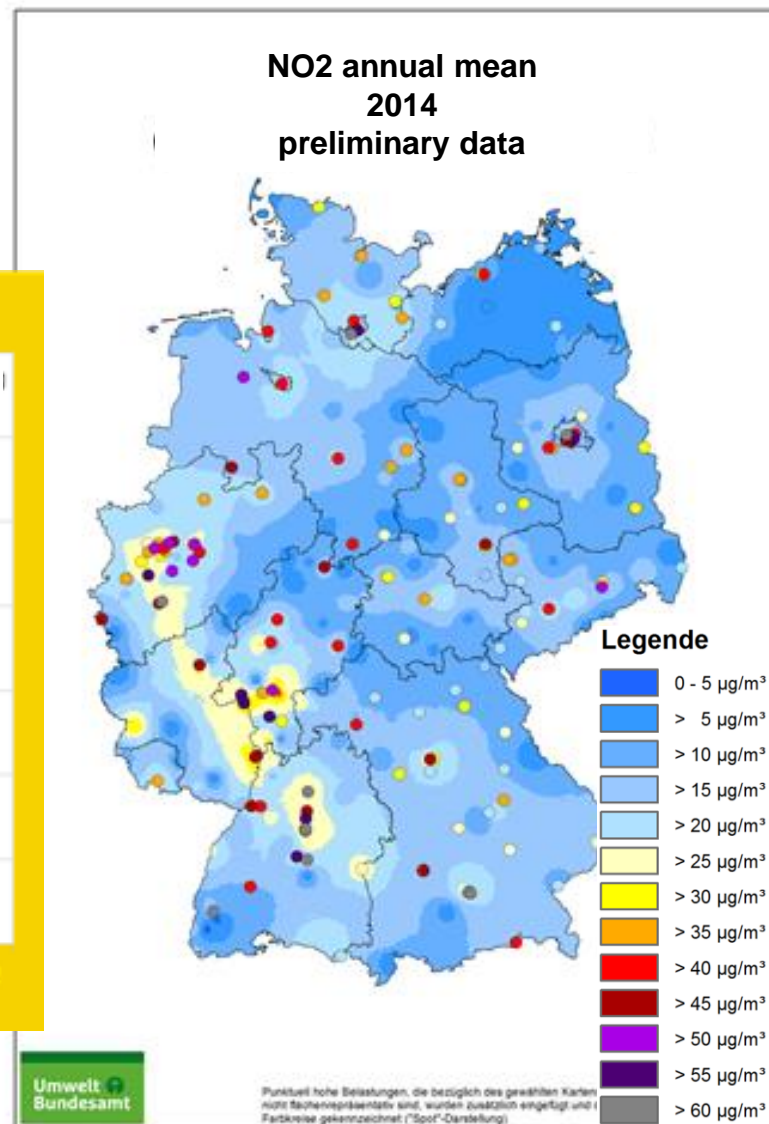 NO2 annual mean
2014
preliminary data
Legende
0 - 5 µg/m³
> 5 µg/m³
> 10 µg/m³
> 15 µg/m³
> 20 µg/m³
> 25 µg/m³
> 30 µg/m³
> 35 µg/m³
> 40 µg/m³
> 45 µg/m³
> 50 µg/m³
> 55 µg/m³
> 60 µg/m³
Umwelt
Bundesamt
Punktuell hohe Belastungen, die bezüglich des gewählten Karten
nicht flächenrepräsentativ sind, wurden zusätzlich eingefügt und
Farbkreise gekennzeichnet ("Spot"-Darstellung)